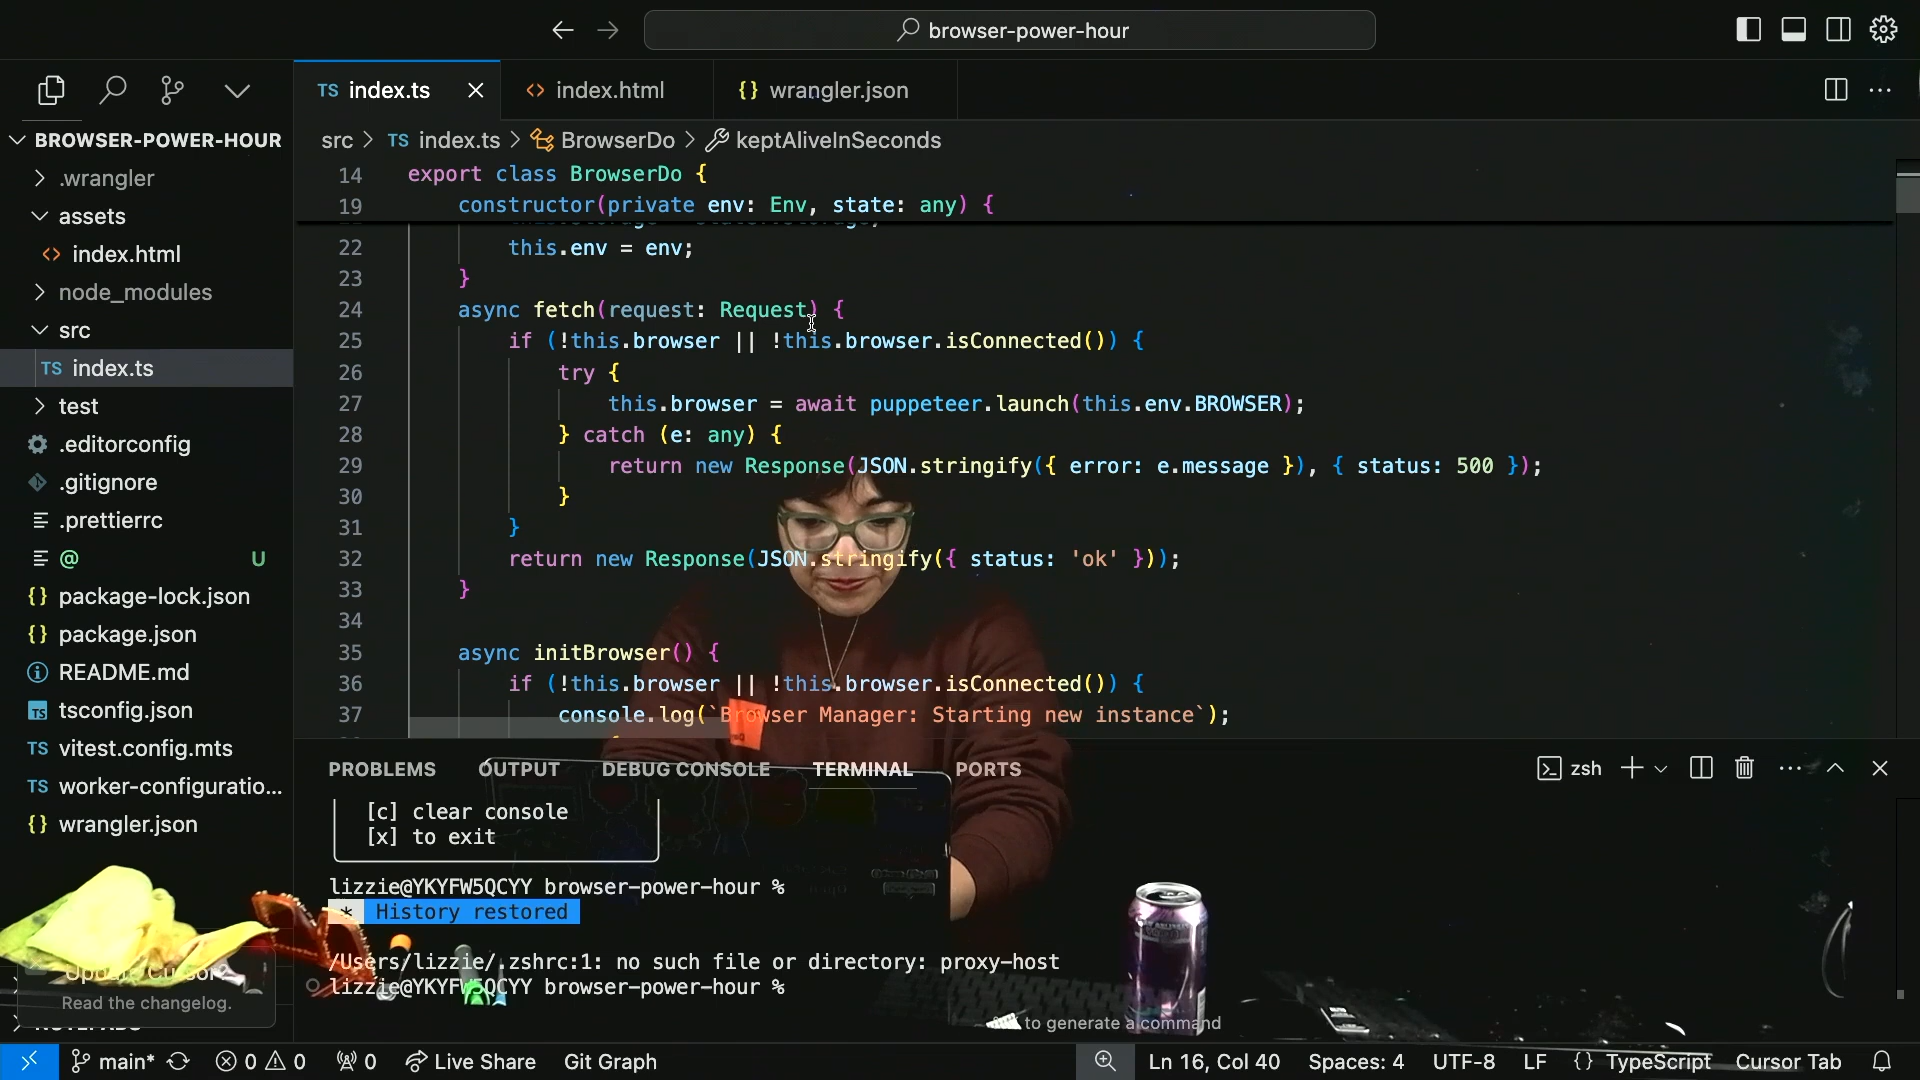 browser-power-hour
TS index.ts
<> index.html
{} wrangler.json
BROWSER-POWER-HOUR
.wrangler
assets
<> index.html
node_modules
src
TS index.ts
test
.editorconfig
.gitignore
.prettierrc
@ U
{} package-lock.json
{} package.json
README.md
TS tsconfig.json
TS vitest.config.mts
TS worker-configuratio...
{} wrangler.json
Read the changelog.
src > TS index.ts > BrowserDo > keptAliveInSeconds
14 export class BrowserDo {
19 constructor(private env: Env, state: any) {
22 this.env = env;
23 }
24 async fetch(request: Request) {
25 if (!this.browser || !this.browser.isConnected()) {
26 try {
27 this.browser = await puppeteer.launch(this.env.BROWSER);
28 } catch (e: any) {
29 return new Response(JSON.stringify({ error: e.message }), { status: 500 });
30 }
31 }
32 return new Response(JSON.stringify({ status: 'ok' }));
33 }
34
35 async initBrowser() {
36 if (!this.browser || !this.browser.isConnected()) {
37 console.log(`Browser Manager: Starting new instance`);
PROBLEMS OUTPUT DEBUG CONSOLE TERMINAL PORTS
zsh
[c] clear console
[x] to exit
lizzie@YKYFW5QCYY browser-power-hour %
* History restored
/Users/lizzie/.zshrc:1: no such file or directory: proxy-host
lizzie@YKYFW5QCYY browser-power-hour %
to generate a command
main* 0 0 0 Live Share Git Graph
Ln 16, Col 40 Spaces: 4 UTF-8 LF {} TypeScript Cursor Tab